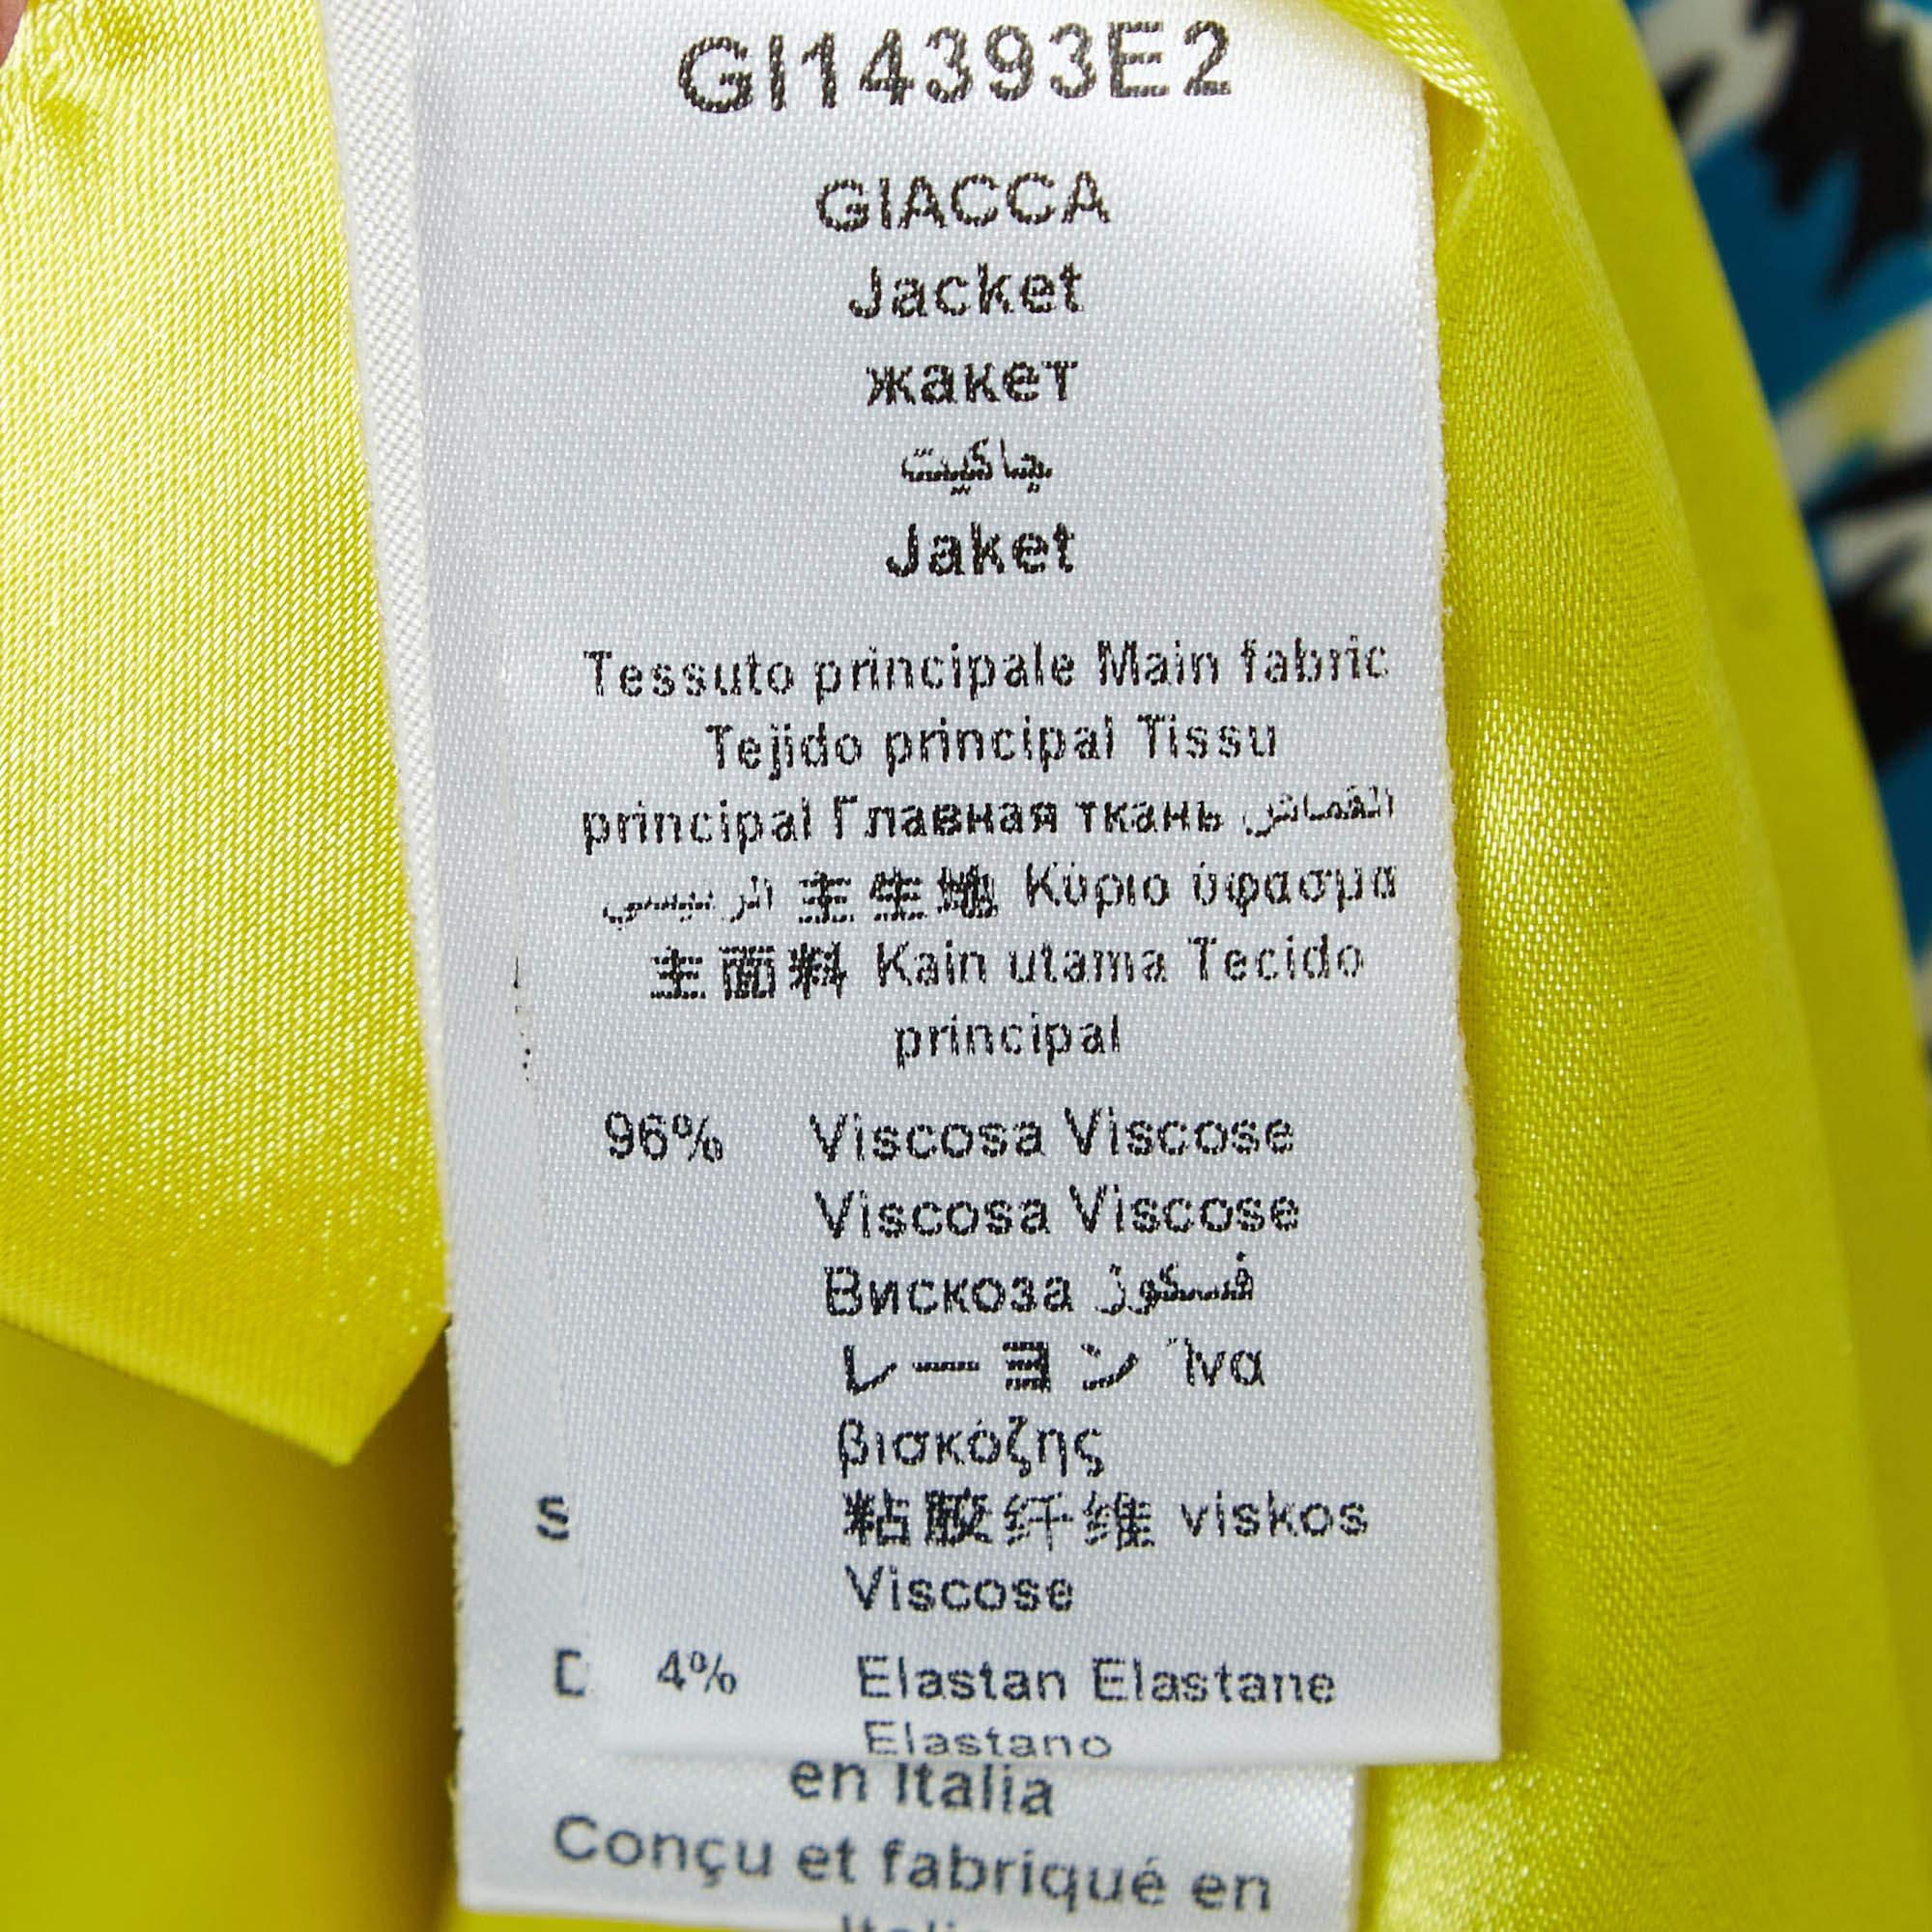 GI14393E2
GIACCA
Jacket
жакет
جاكيت
Jaket
Tessuto principale Main fabric
Tejido principal Tissu
principal Главная ткань القماش
الرئيسي 主生地 Κύριο ύφασμα
主面料 Kain utama Tecido
principal
96% Viscosa Viscose
Viscosa Viscose
Вискоза فسكوز
レーヨン Ίνα
βισκόζης
粘胶纤维 viskos
Viscose
4% Elastan Elastane
Elastano
en Italia
Conçu et fabriqué en